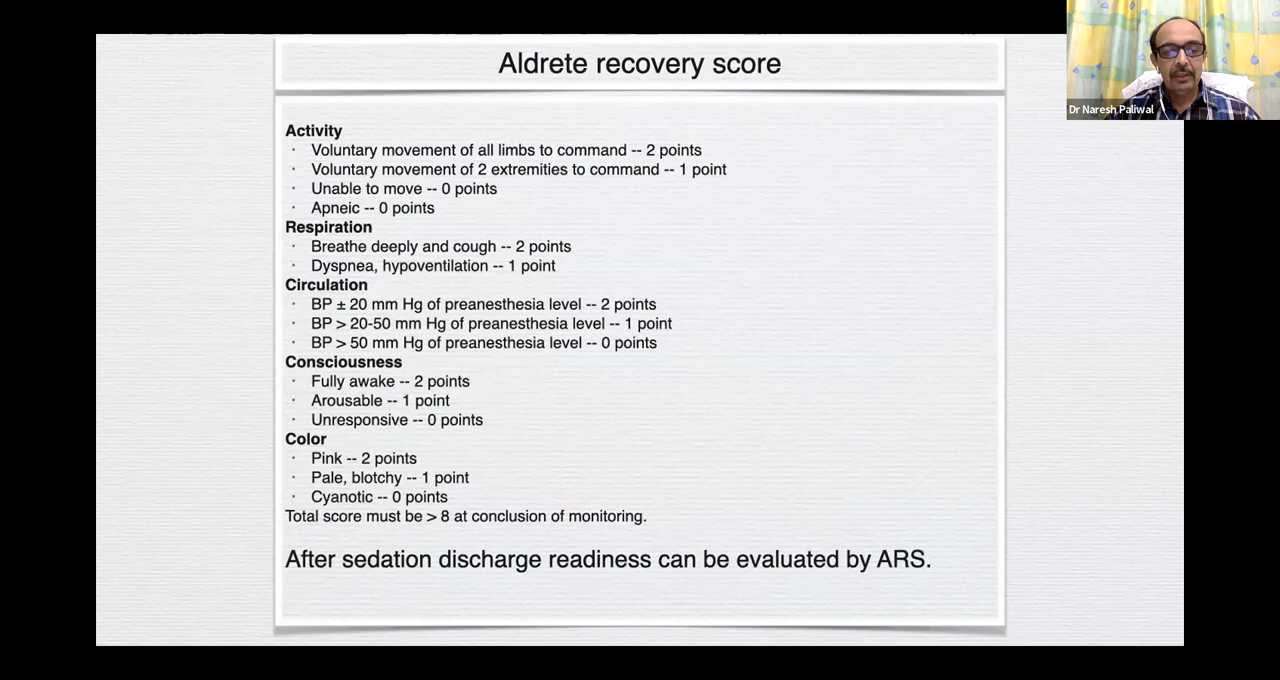 Aldrete recovery score
Dr Naresh Paliwal
Activity
· Voluntary movement of all limbs to command -- 2 points
· Voluntary movement of 2 extremities to command -- 1 point
· Unable to move -- 0 points
· Apneic -- 0 points
Respiration
· Breathe deeply and cough -- 2 points
· Dyspnea, hypoventilation -- 1 point
Circulation
· BP ± 20 mm Hg of preanesthesia level -- 2 points
· BP > 20-50 mm Hg of preanesthesia level -- 1 point
· BP > 50 mm Hg of preanesthesia level -- 0 points
Consciousness
· Fully awake -- 2 points
· Arousable -- 1 point
· Unresponsive -- 0 points
Color
· Pink -- 2 points
· Pale, blotchy -- 1 point
· Cyanotic -- 0 points
Total score must be > 8 at conclusion of monitoring.
After sedation discharge readiness can be evaluated by ARS.